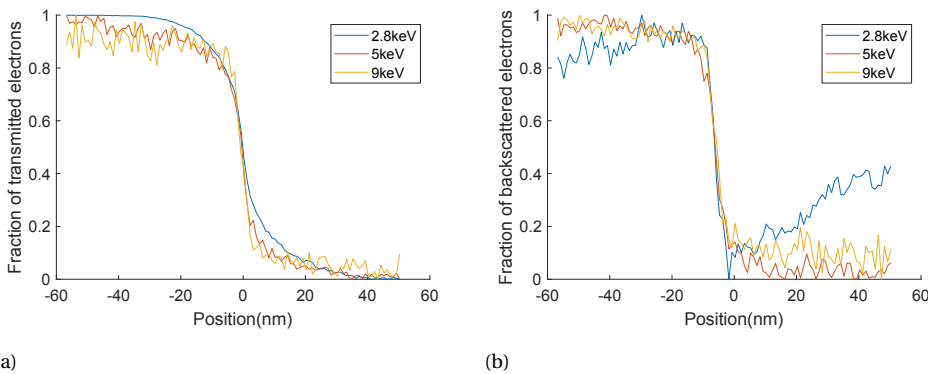 Fraction of transmitted electrons
1
0.8
0.6
0.4
0.2
0
-60
-40
-20
0
20
40
60
Position(nm)
2.8keV
5keV
9keV
a)
Fraction of backscattered electrons
1
0.8
0.6
0.4
0.2
0
-60
-40
-20
0
20
40
60
Position(nm)
2.8keV
5keV
9keV
(b)